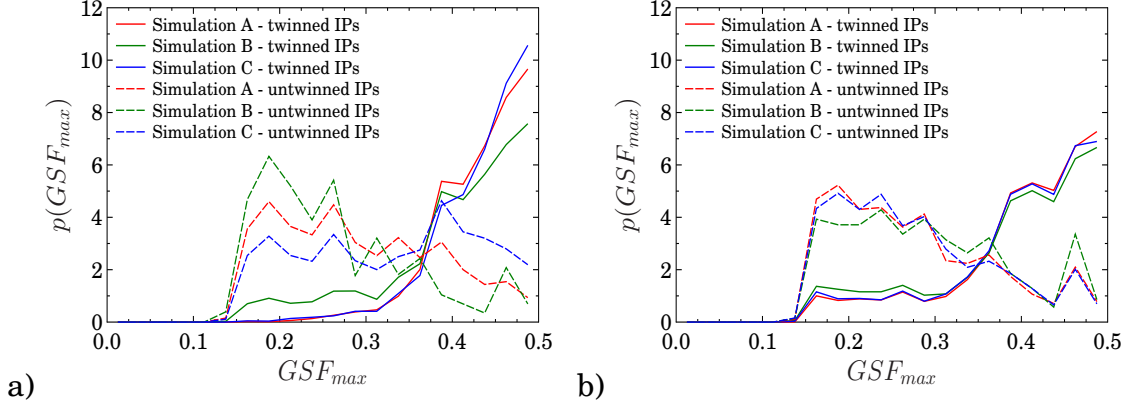 12
10
8
6
4
2
0
p(GSF_max)
Simulation A - twinned IPs
Simulation B - twinned IPs
Simulation C - twinned IPs
Simulation A - untwinned IPs
Simulation B - untwinned IPs
Simulation C - untwinned IPs
0.0 0.1 0.2 0.3 0.4 0.5
GSF_max
a)
12
10
8
6
4
2
0
p(GSF_max)
Simulation A - twinned IPs
Simulation B - twinned IPs
Simulation C - twinned IPs
Simulation A - untwinned IPs
Simulation B - untwinned IPs
Simulation C - untwinned IPs
0.0 0.1 0.2 0.3 0.4 0.5
GSF_max
b)